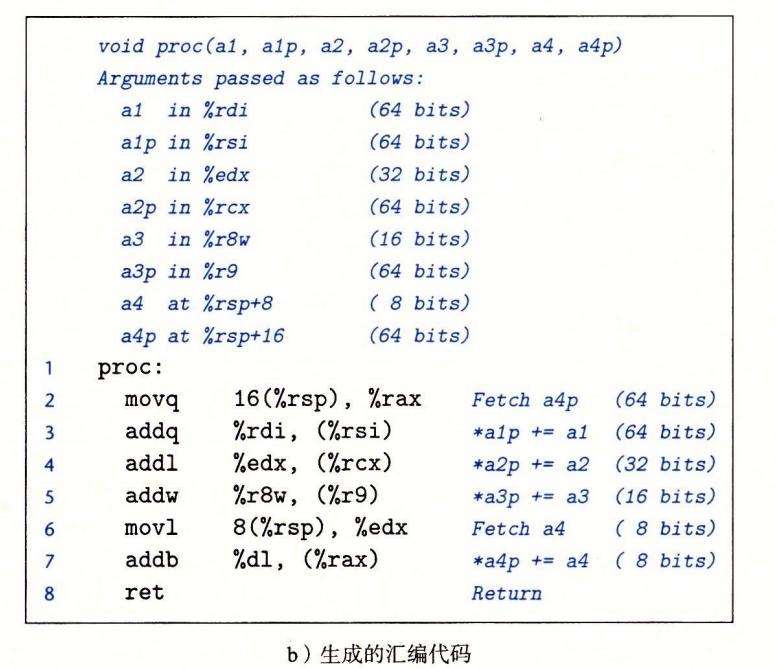 void proc(a1, a1p, a2, a2p, a3, a3p, a4, a4p)
Arguments passed as follows:
a1 in %rdi (64 bits)
a1p in %rsi (64 bits)
a2 in %edx (32 bits)
a2p in %rcx (64 bits)
a3 in %r8w (16 bits)
a3p in %r9 (64 bits)
a4 at %rsp+8 ( 8 bits)
a4p at %rsp+16 (64 bits)
1 proc:
2 movq 16(%rsp), %rax Fetch a4p (64 bits)
3 addq %rdi, (%rsi) *a1p += a1 (64 bits)
4 addl %edx, (%rcx) *a2p += a2 (32 bits)
5 addw %r8w, (%r9) *a3p += a3 (16 bits)
6 movl 8(%rsp), %edx Fetch a4 ( 8 bits)
7 addb %dl, (%rax) *a4p += a4 ( 8 bits)
8 ret Return
b）生成的汇编代码